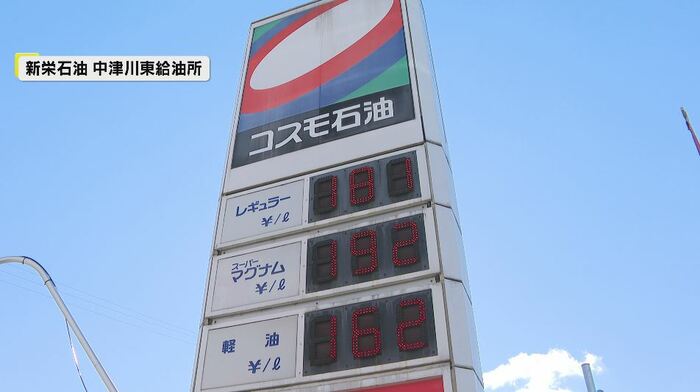 新栄石油 中津川東給油所
コスモ石油
レギュラー
¥/ℓ
181
スーパー
マグナム
¥/ℓ
192
軽油
¥/ℓ
162